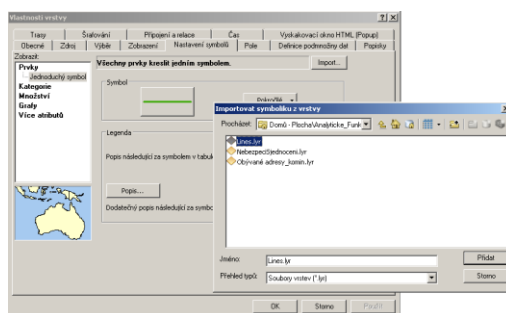 Vlastnosti vrstvy
Trasy Šrafování Připojení a relace Čas Vyskakovací okno HTML (Popup)
Obecné Zdroj Výběr Zobrazení Nastavení symbolů Pole Definice podmnožiny dat Popisky
Zobrazit:
Prvky
Jednoduchý symbol
Kategorie
Množství
Grafy
Více atributů
Všechny prvky kreslit jedním symbolem.
Import...
Symbol
Legenda
Popis následující za symbolem v tabulk
Popis...
Dodatečný popis následující za symbo
Importovat symboliku z vrstvy
Procházet: Domů - Plocha\Analyticke_Funk
Lines.lyr
NebezpeciSjednoceni.lyr
Obývané adresy_komin.lyr
Jméno: Lines.lyr Přidat
Přehled typů: Soubory vrstev (*.lyr) Storno
OK Storno Použít